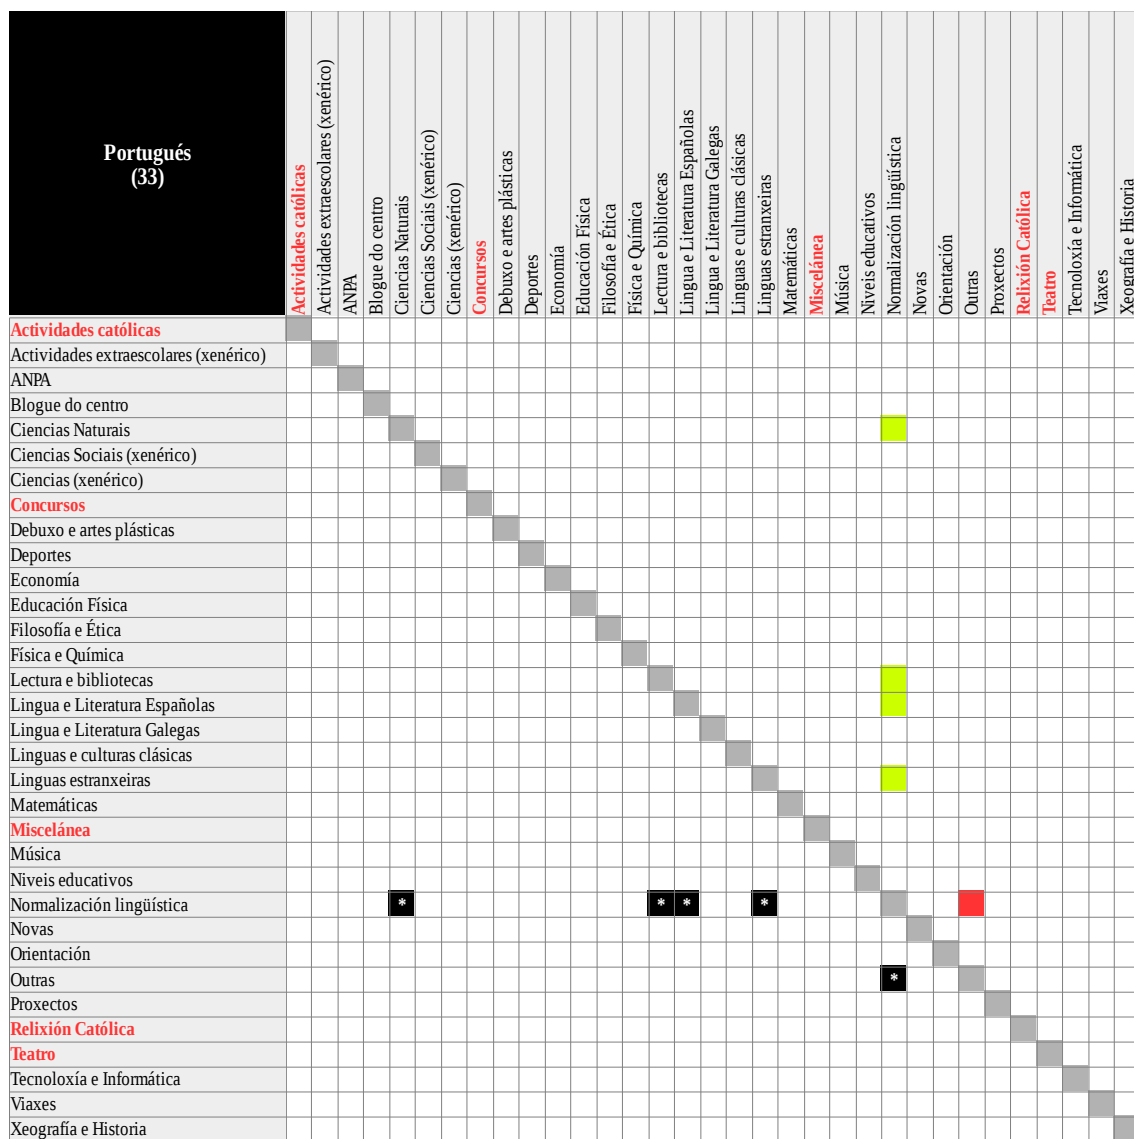 Portugués
(33)
Actividades católicas
Actividades extraescolares (xenérico)
ANPA
Blogue do centro
Ciencias Naturais
Ciencias Sociais (xenérico)
Ciencias (xenérico)
Concursos
Debuxo e artes plásticas
Deportes
Economía
Educación Física
Filosofía e Ética
Física e Química
Lectura e bibliotecas
Lingua e Literatura Españolas
Lingua e Literatura Galegas
Linguas e culturas clásicas
Linguas estranxeiras
Matemáticas
Miscelánea
Música
Niveis educativos
Normalización lingüística
Novas
Orientación
Outras
Proxectos
Relixión Católica
Teatro
Tecnoloxía e Informática
Viaxes
Xeografía e Historia
Actividades católicas
Actividades extraescolares (xenérico)
ANPA
Blogue do centro
Ciencias Naturais
Ciencias Sociais (xenérico)
Ciencias (xenérico)
Concursos
Debuxo e artes plásticas
Deportes
Economía
Educación Física
Filosofía e Ética
Física e Química
Lectura e bibliotecas
Lingua e Literatura Españolas
Lingua e Literatura Galegas
Linguas e culturas clásicas
Linguas estranxeiras
Matemáticas
Miscelánea
Música
Niveis educativos
Normalización lingüística * * * *
Novas
Orientación
Outras *
Proxectos
Relixión Católica
Teatro
Tecnoloxía e Informática
Viaxes
Xeografía e Historia